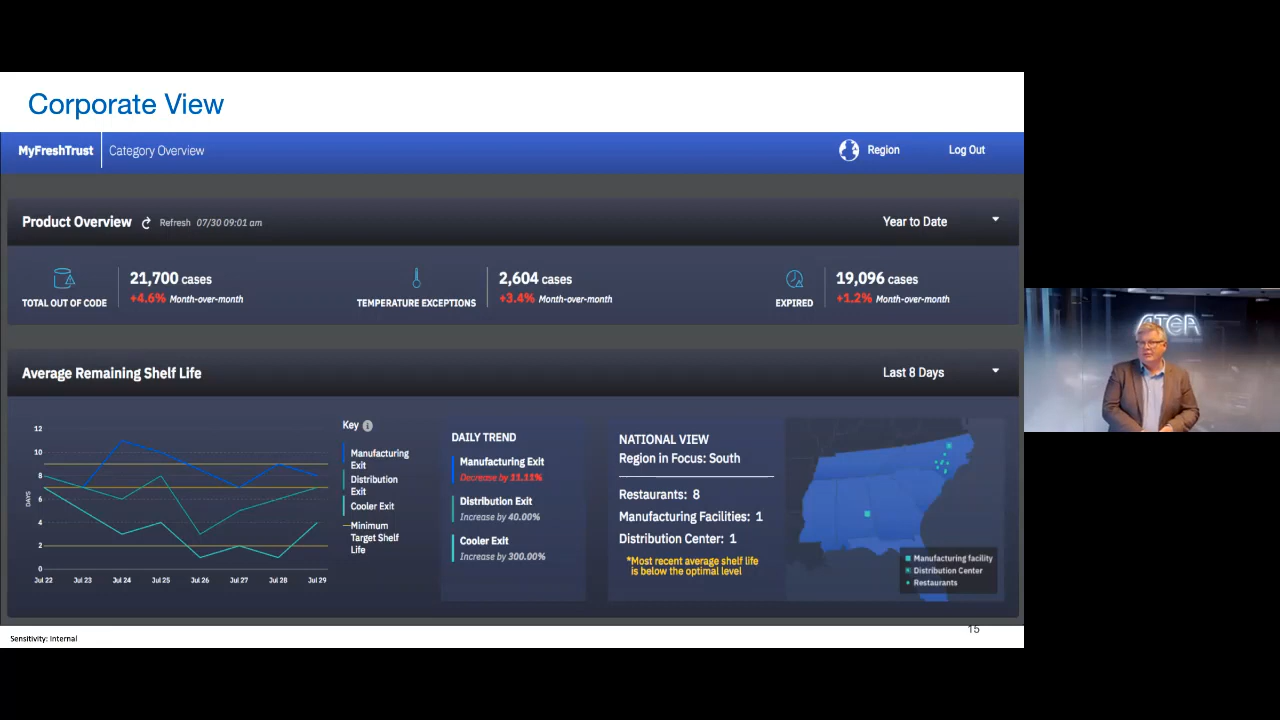 Corporate View
MyFreshTrust
Category Overview
Region
Log Out
Product Overview
Refresh 07/30 09:01 am
Year to Date
TOTAL OUT OF CODE
21,700 cases
+4.6% Month-over-month
TEMPERATURE EXCEPTIONS
2,604 cases
+3.4% Month-over-month
EXPIRED
19,096 cases
+1.2% Month-over-month
Average Remaining Shelf Life
Last 8 Days
DAYS
12
10
8
6
4
2
0
Jul 22 Jul 23 Jul 24 Jul 25 Jul 26 Jul 27 Jul 28 Jul 29
Key
Manufacturing
Exit
Distribution
Exit
Cooler Exit
Minimum
Target Shelf
Life
DAILY TREND
Manufacturing Exit
Decrease by 11.11%
Distribution Exit
Increase by 40.00%
Cooler Exit
Increase by 300.00%
NATIONAL VIEW
Region in Focus: South
Restaurants: 8
Manufacturing Facilities: 1
Distribution Center: 1
*Most recent average shelf life
is below the optimal level
Manufacturing facility
Distribution Center
Restaurants
Sensitivity: Internal
15
ATEA